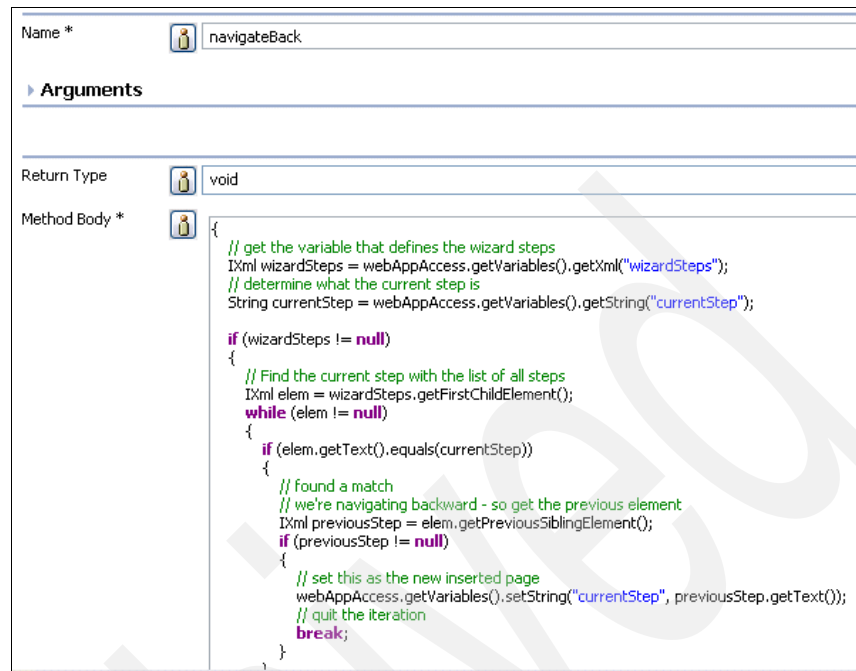 Name *
navigateBack
Arguments
Return Type
void
Method Body *
{
// get the variable that defines the wizard steps
IXml wizardSteps = webAppAccess.getVariables().getXml("wizardSteps");
// determine what the current step is
String currentStep = webAppAccess.getVariables().getString("currentStep");
if (wizardSteps != null)
{
// Find the current step with the list of all steps
IXml elem = wizardSteps.getFirstChildElement();
while (elem != null)
{
if (elem.getText().equals(currentStep))
{
// found a match
// we're navigating backward - so get the previous element
IXml previousStep = elem.getPreviousSiblingElement();
if (previousStep != null)
{
// set this as the new inserted page
webAppAccess.getVariables().setString("currentStep", previousStep.getText());
// quit the iteration
break;
}
}